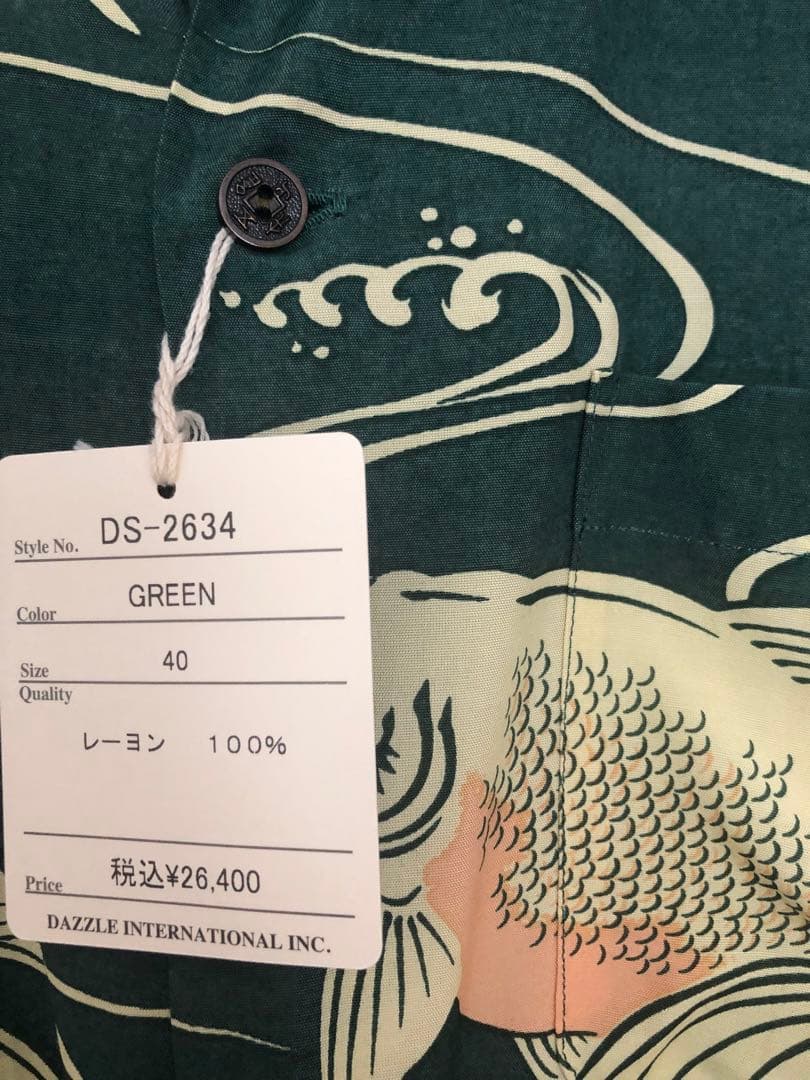 Style No. DS-2634
Color GREEN
Size 40
Quality
レーヨン 100%
Price 税込¥26,400
DAZZLE INTERNATIONAL INC.